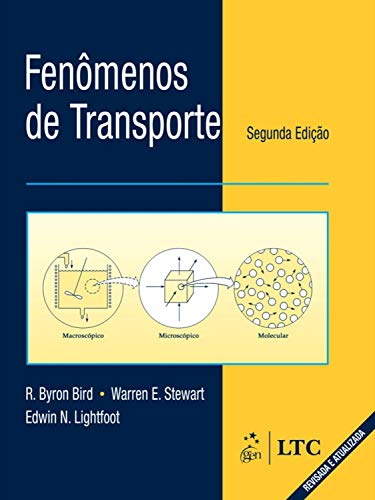 Fenômenos
de Transporte
Segunda Edição
Macroscópico
Microscópico
Molecular
R. Byron Bird • Warren E. Stewart
Edwin N. Lightfoot
gen
LTC
REVISADA E ATUALIZADA